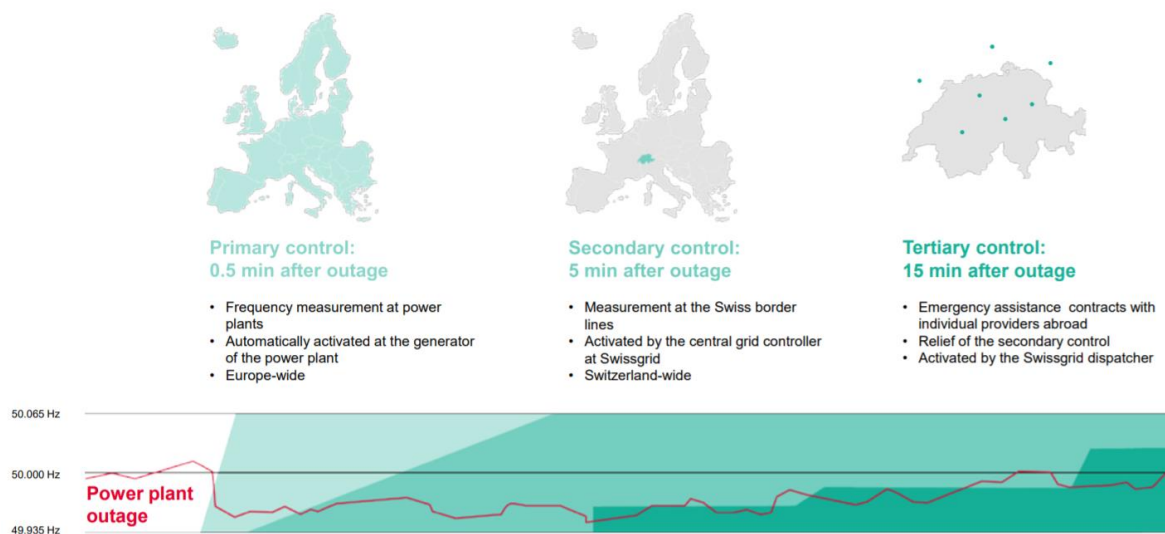 Primary control:
0.5 min after outage
• Frequency measurement at power
plants
• Automatically activated at the generator
of the power plant
• Europe-wide
Secondary control:
5 min after outage
• Measurement at the Swiss border
lines
• Activated by the central grid controller
at Swissgrid
• Switzerland-wide
Tertiary control:
15 min after outage
• Emergency assistance contracts with
individual providers abroad
• Relief of the secondary control
• Activated by the Swissgrid dispatcher
50.065 Hz
50.000 Hz
Power plant
outage
49.935 Hz